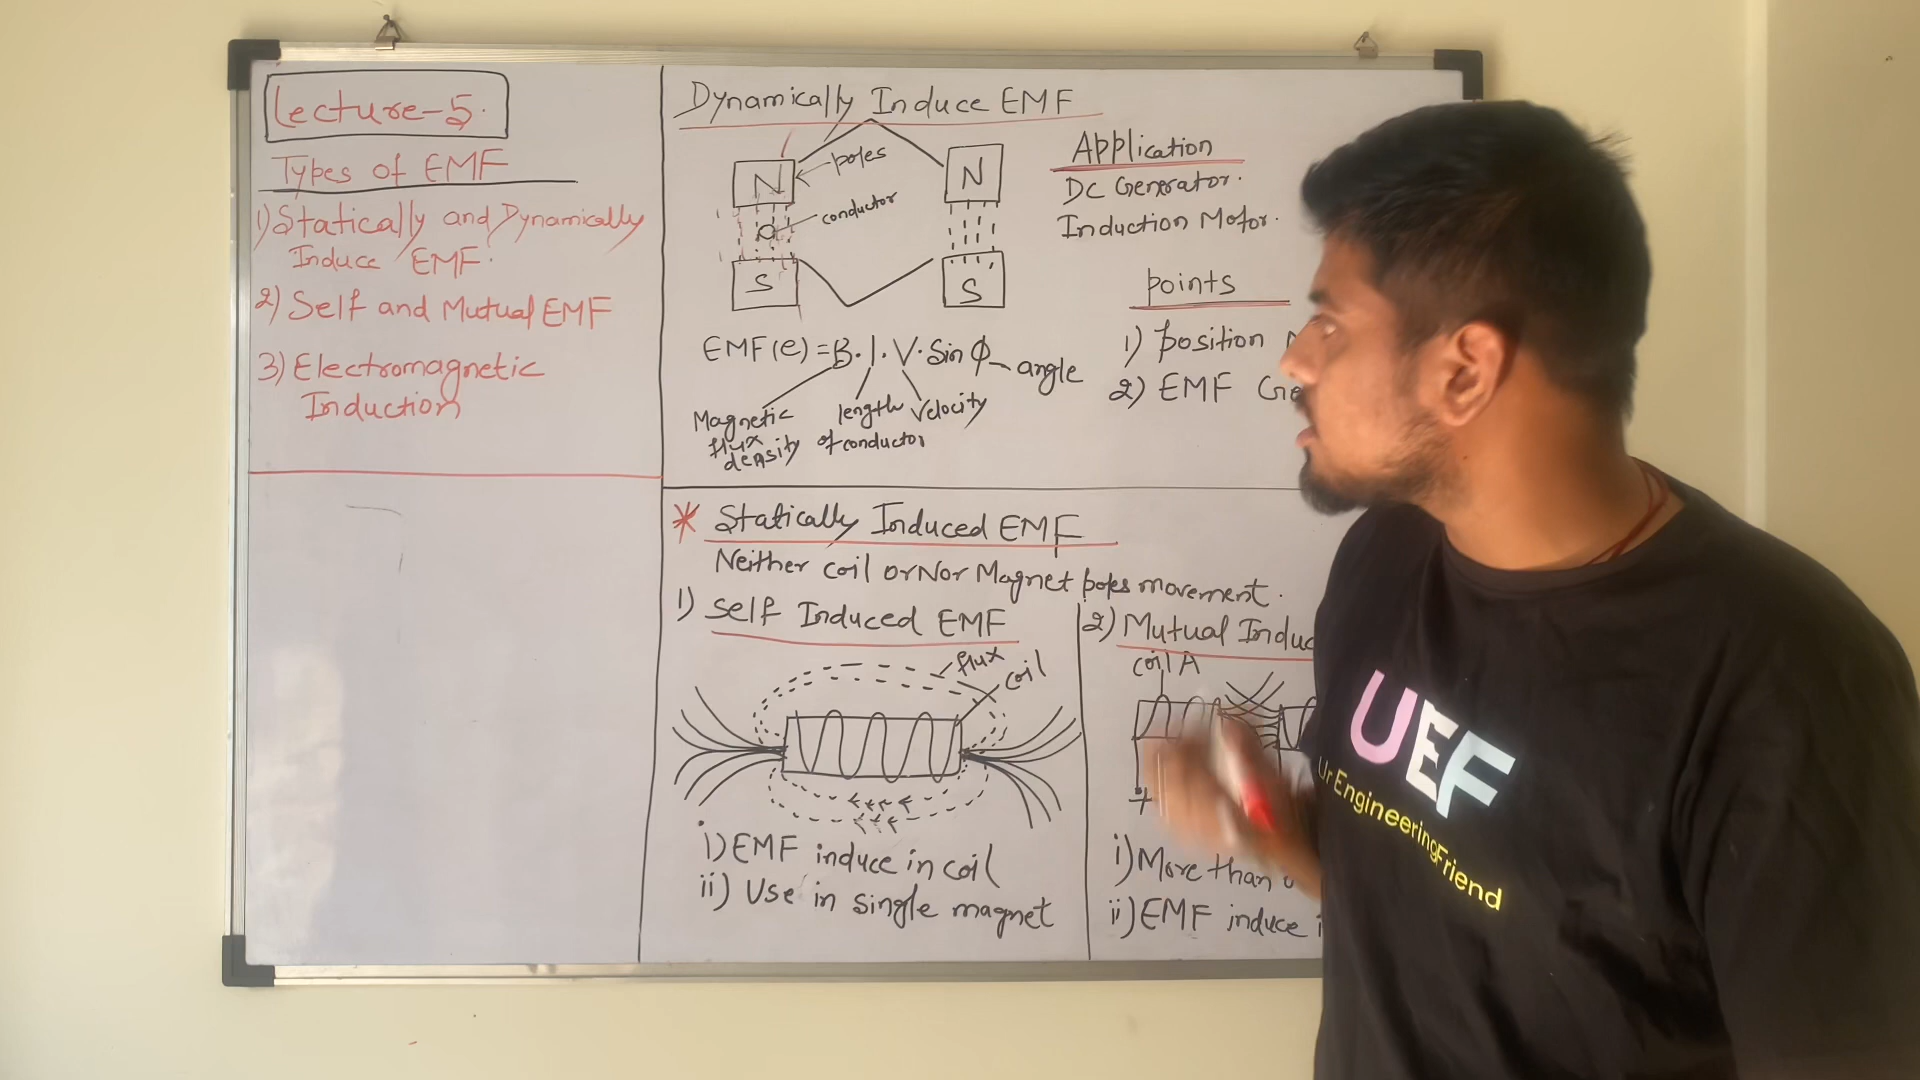 Lecture-5.
Types of EMF
1) Statically and Dynamically
Induce EMF.
2) Self and Mutual EMF
3) Electromagnetic
Induction
Dynamically Induce EMF
poles
N
N
conductor
S
S
EMF(e) = B.l.V.Sin ϕ
angle
Magnetic
flux
density
length
of conductor
Velocity
Application
DC Generator.
Induction Motor.
points
1) position
2) EMF
* Statically Induced EMF
Neither coil or Nor Magnet poles movement.
1) Self Induced EMF
flux
coil
i) EMF induce in coil
ii) Use in single magnet
2) Mutual
coil A
+
i) More than
ii) EMF induce
UEF
Ur EngineeringFriend